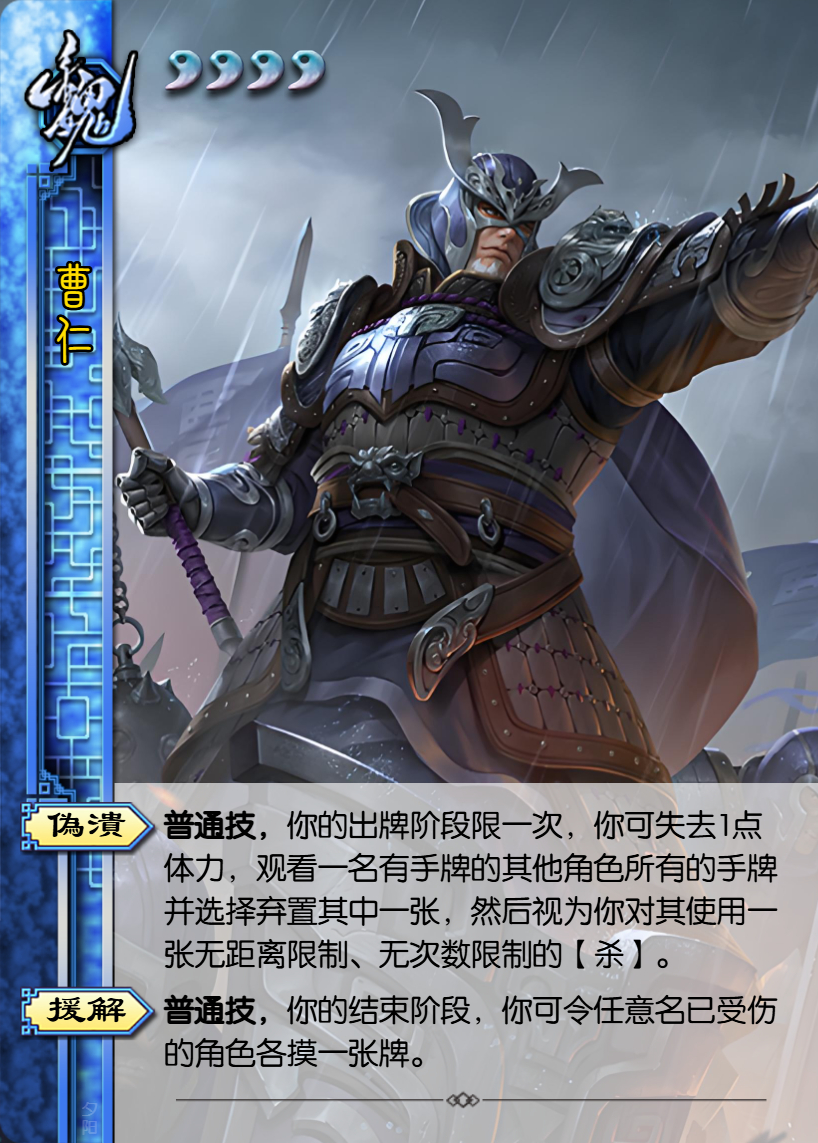 魏
曹仁
偽潰
普通技，你的出牌阶段限一次，你可失去1点
体力，观看一名有手牌的其他角色所有的手牌
并选择弃置其中一张，然后视为你对其使用一
张无距离限制、无次数限制的【杀】。
援解
普通技，你的结束阶段，你可令任意名已受伤
的角色各摸一张牌。
夕阳